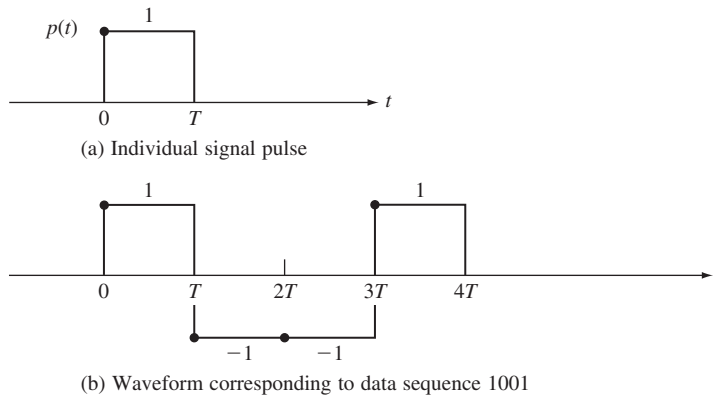 1
p(t)
t
0 T
(a) Individual signal pulse
1 1
0 T 2T 3T 4T
−1 −1
(b) Waveform corresponding to data sequence 1001